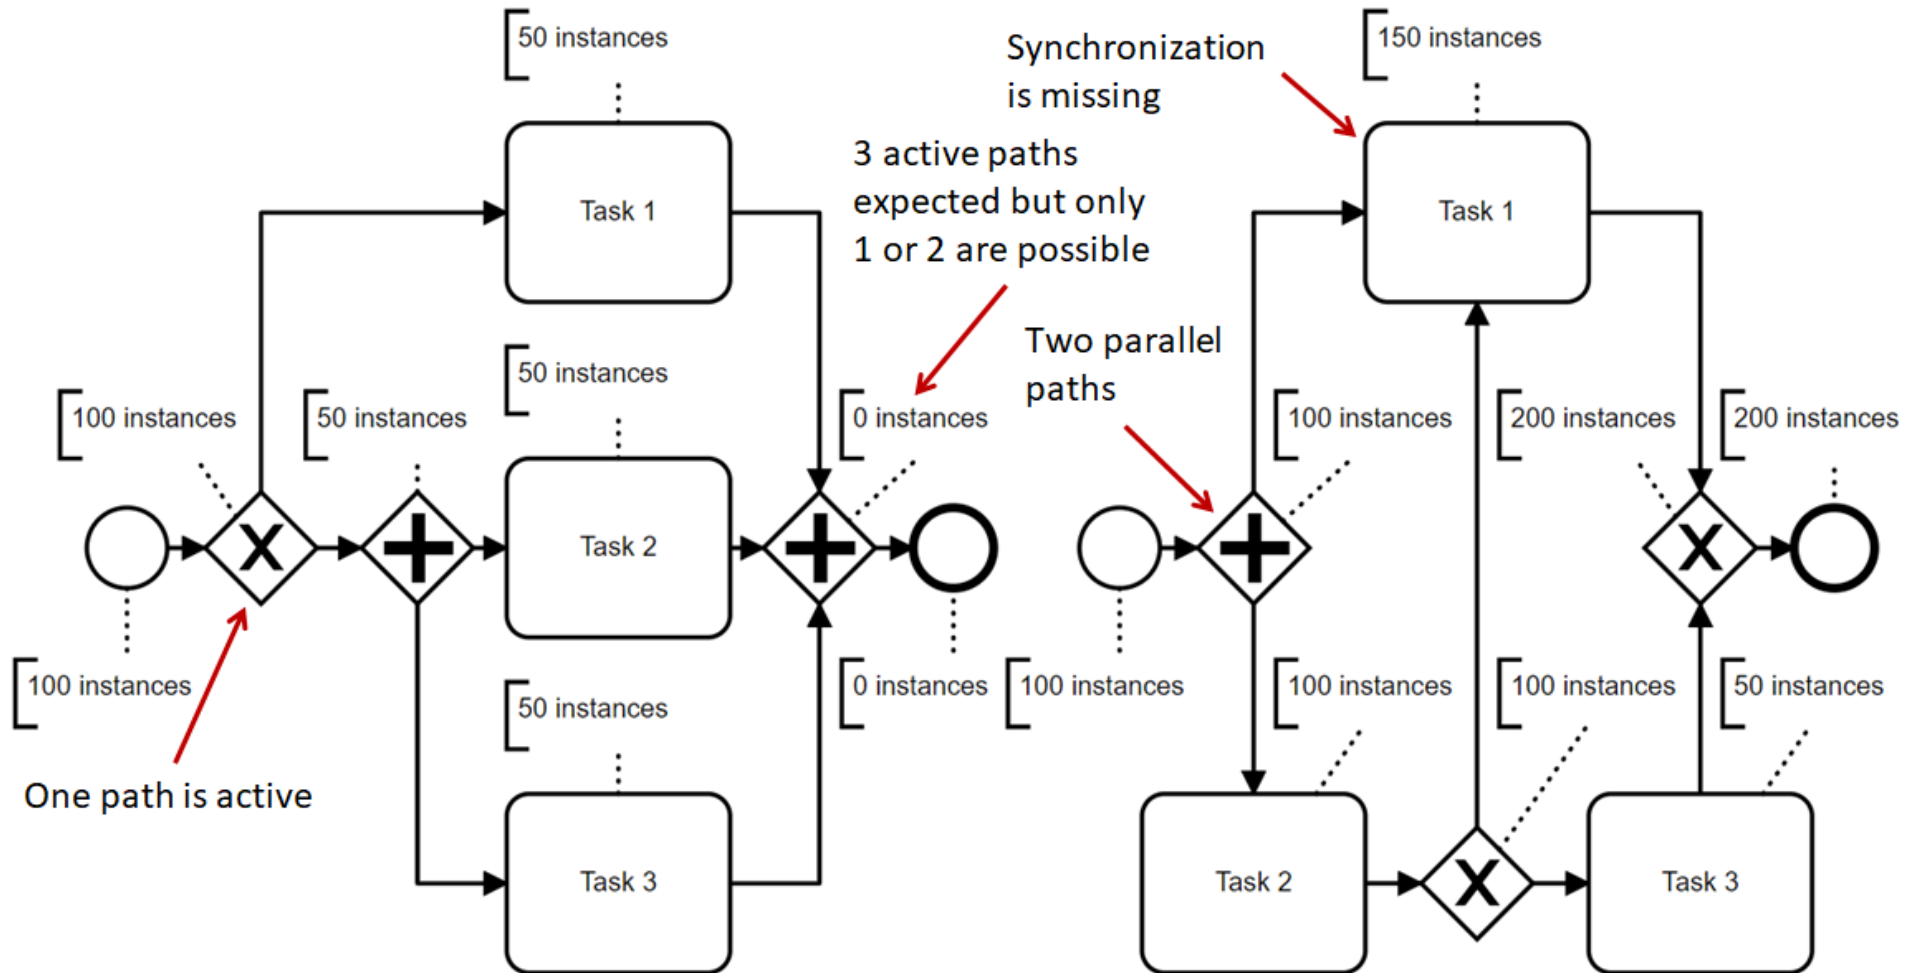 50 instances
Synchronization
is missing
150 instances
3 active paths
expected but only
1 or 2 are possible
Task 1
Task 1
Two parallel
paths
50 instances
100 instances
50 instances
0 instances
100 instances
200 instances
200 instances
X
Task 2
X
100 instances
50 instances
0 instances
100 instances
100 instances
100 instances
50 instances
One path is active
Task 3
Task 2
X
Task 3